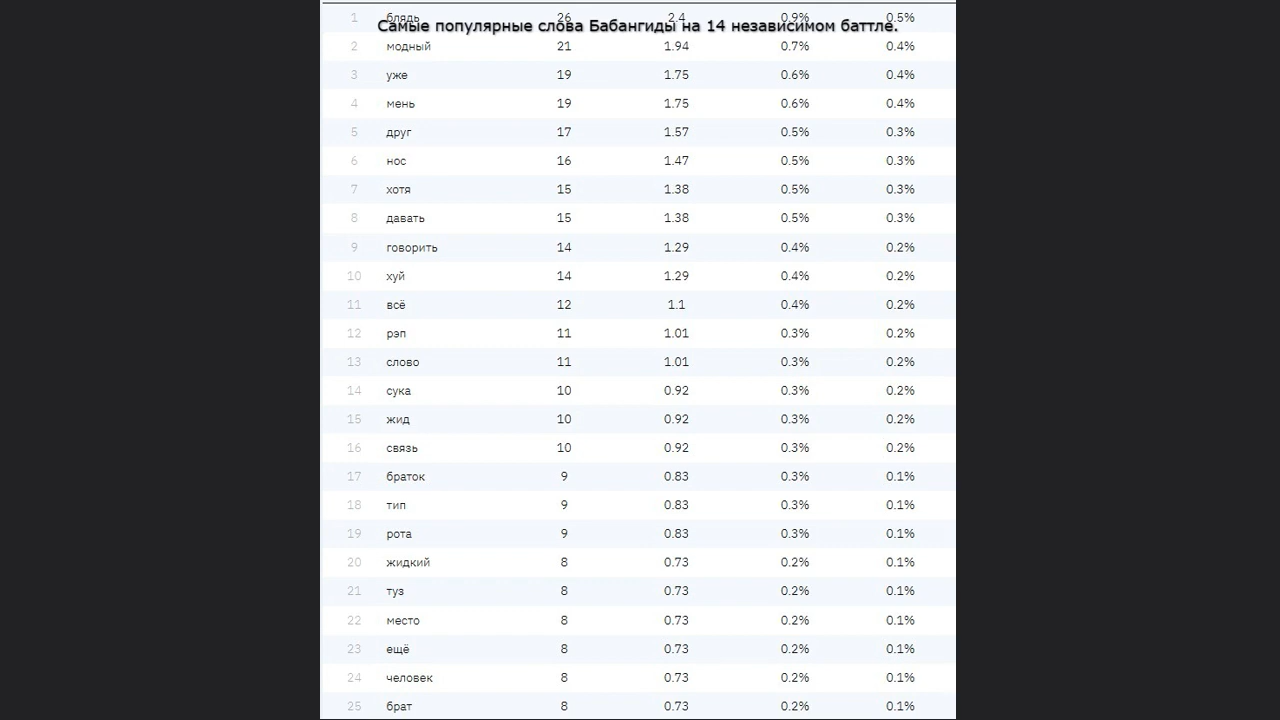 1 блядь 26 2.4 0.9% 0.5%
Самые популярные слова Бабангиды на 14 независимом баттле.
2 модный 21 1.94 0.7% 0.4%
3 уже 19 1.75 0.6% 0.4%
4 мень 19 1.75 0.6% 0.4%
5 друг 17 1.57 0.5% 0.3%
6 нос 16 1.47 0.5% 0.3%
7 хотя 15 1.38 0.5% 0.3%
8 давать 15 1.38 0.5% 0.3%
9 говорить 14 1.29 0.4% 0.2%
10 хуй 14 1.29 0.4% 0.2%
11 всё 12 1.1 0.4% 0.2%
12 рэп 11 1.01 0.3% 0.2%
13 слово 11 1.01 0.3% 0.2%
14 сука 10 0.92 0.3% 0.2%
15 жид 10 0.92 0.3% 0.2%
16 связь 10 0.92 0.3% 0.2%
17 браток 9 0.83 0.3% 0.1%
18 тип 9 0.83 0.3% 0.1%
19 рота 9 0.83 0.3% 0.1%
20 жидкий 8 0.73 0.2% 0.1%
21 туз 8 0.73 0.2% 0.1%
22 место 8 0.73 0.2% 0.1%
23 ещё 8 0.73 0.2% 0.1%
24 человек 8 0.73 0.2% 0.1%
25 брат 8 0.73 0.2% 0.1%